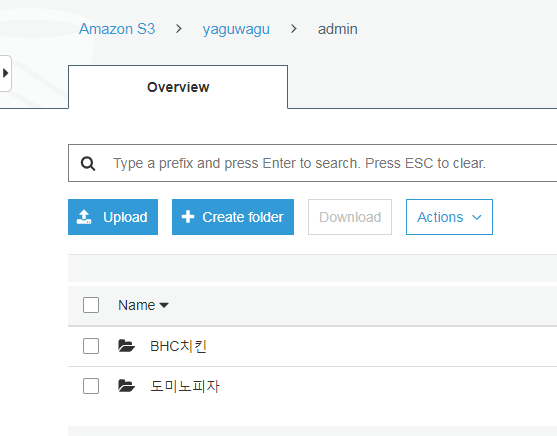 Amazon S3 > yaguwagu > admin
Overview
Type a prefix and press Enter to search. Press ESC to clear.
Upload + Create folder Download Actions
Name
BHC치킨
도미노피자